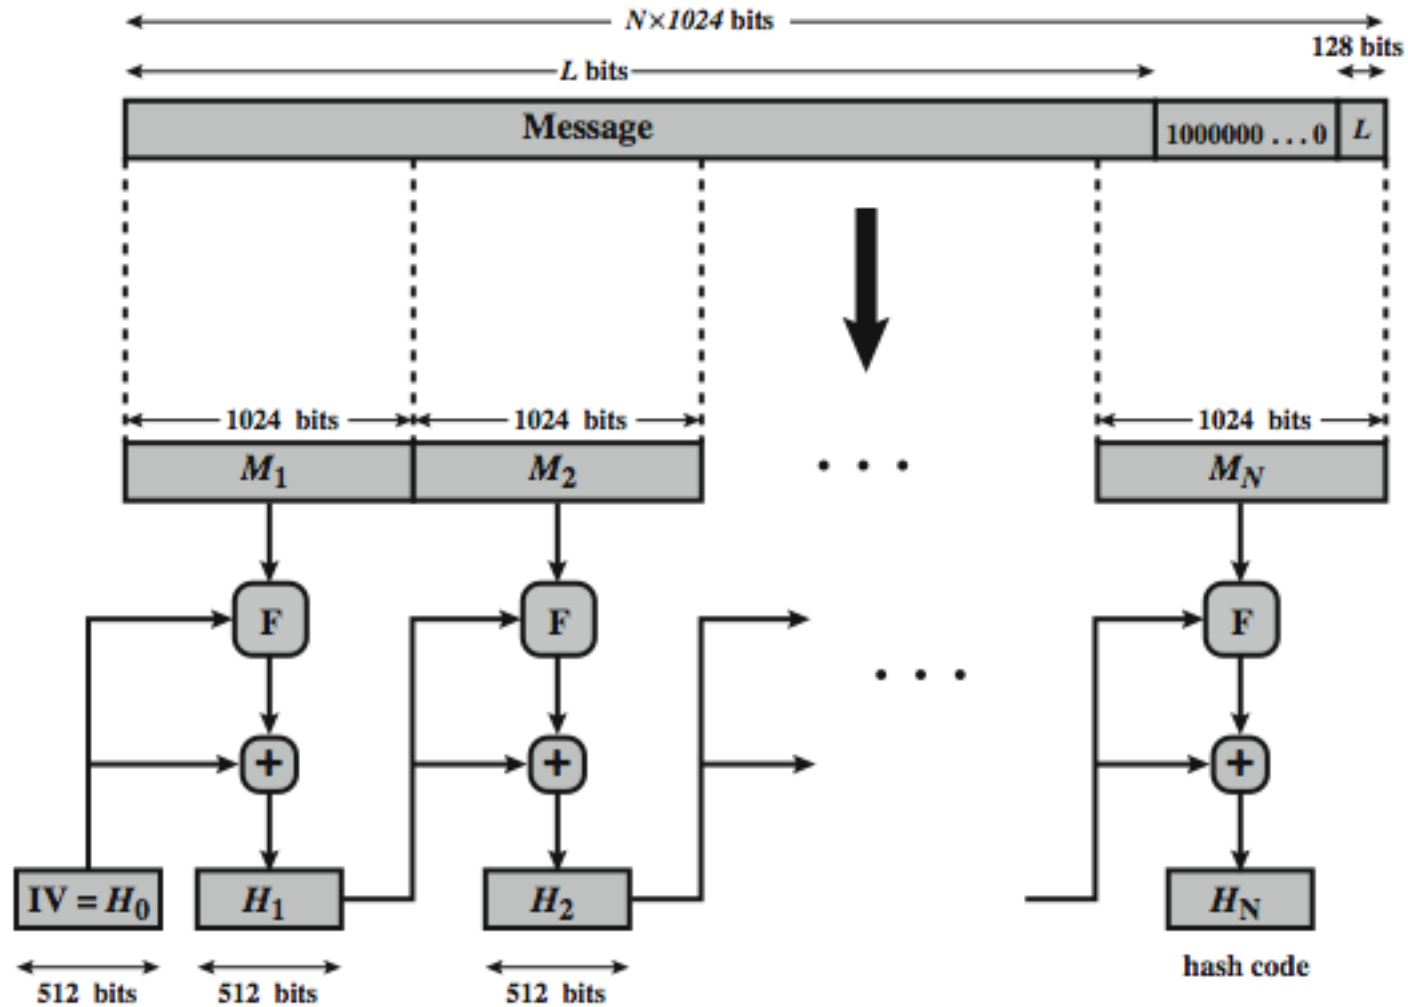 N×1024 bits
128 bits
L bits
Message
1000000 . . . 0
L
1024 bits
1024 bits
1024 bits
M1
M2
. . .
MN
F
F
F
. . .
+
+
+
IV = H0
H1
H2
HN
hash code
512 bits
512 bits
512 bits